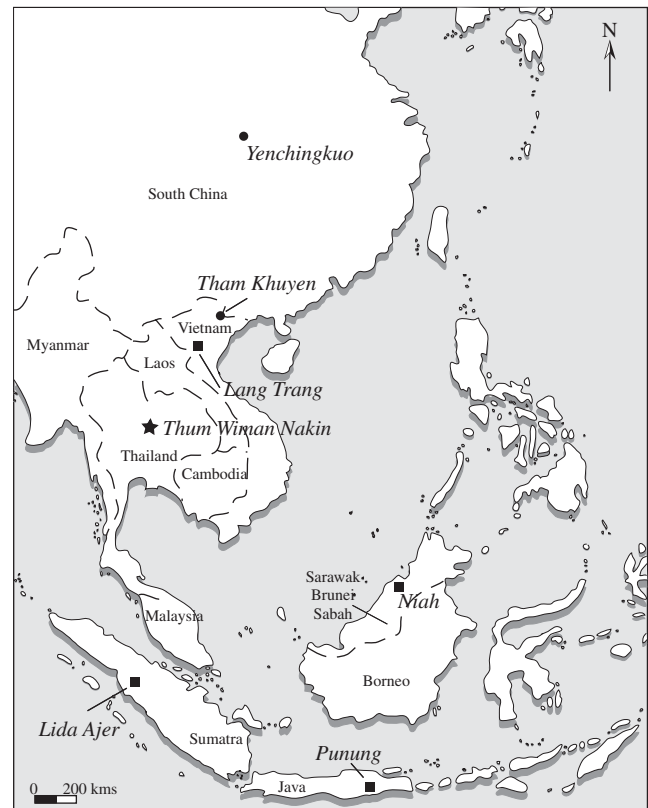 N
Yenchingkuo
South China
Tham Khuyen
Vietnam
Myanmar
Laos
Lang Trang
Thum Wiman Nakin
Thailand
Cambodia
Sarawak
Brunei
Sabah
Niah
Malaysia
Borneo
Lida Ajer
Sumatra
Punung
Java
0 200 kms